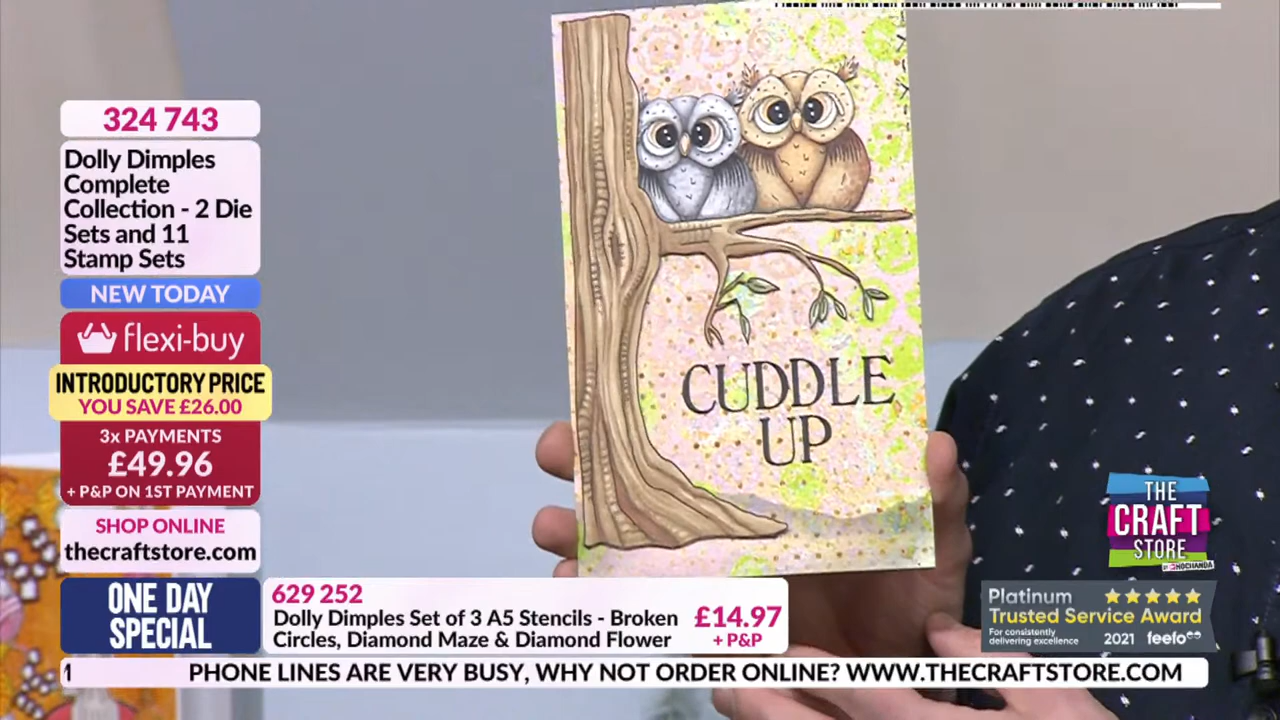 324 743
Dolly Dimples
Complete
Collection - 2 Die
Sets and 11
Stamp Sets
NEW TODAY
flexi-buy
INTRODUCTORY PRICE
YOU SAVE £26.00
3x PAYMENTS
£49.96
+ P&P ON 1ST PAYMENT
SHOP ONLINE
thecraftstore.com
CUDDLE
UP
THE
CRAFT
STORE
BY HOCHANDA
ONE DAY
SPECIAL
629 252
Dolly Dimples Set of 3 A5 Stencils - Broken
Circles, Diamond Maze & Diamond Flower
£14.97
+ P&P
Platinum
Trusted Service Award
For consistently
delivering excellence
2021 feefo
PHONE LINES ARE VERY BUSY, WHY NOT ORDER ONLINE? WWW.THECRAFTSTORE.COM